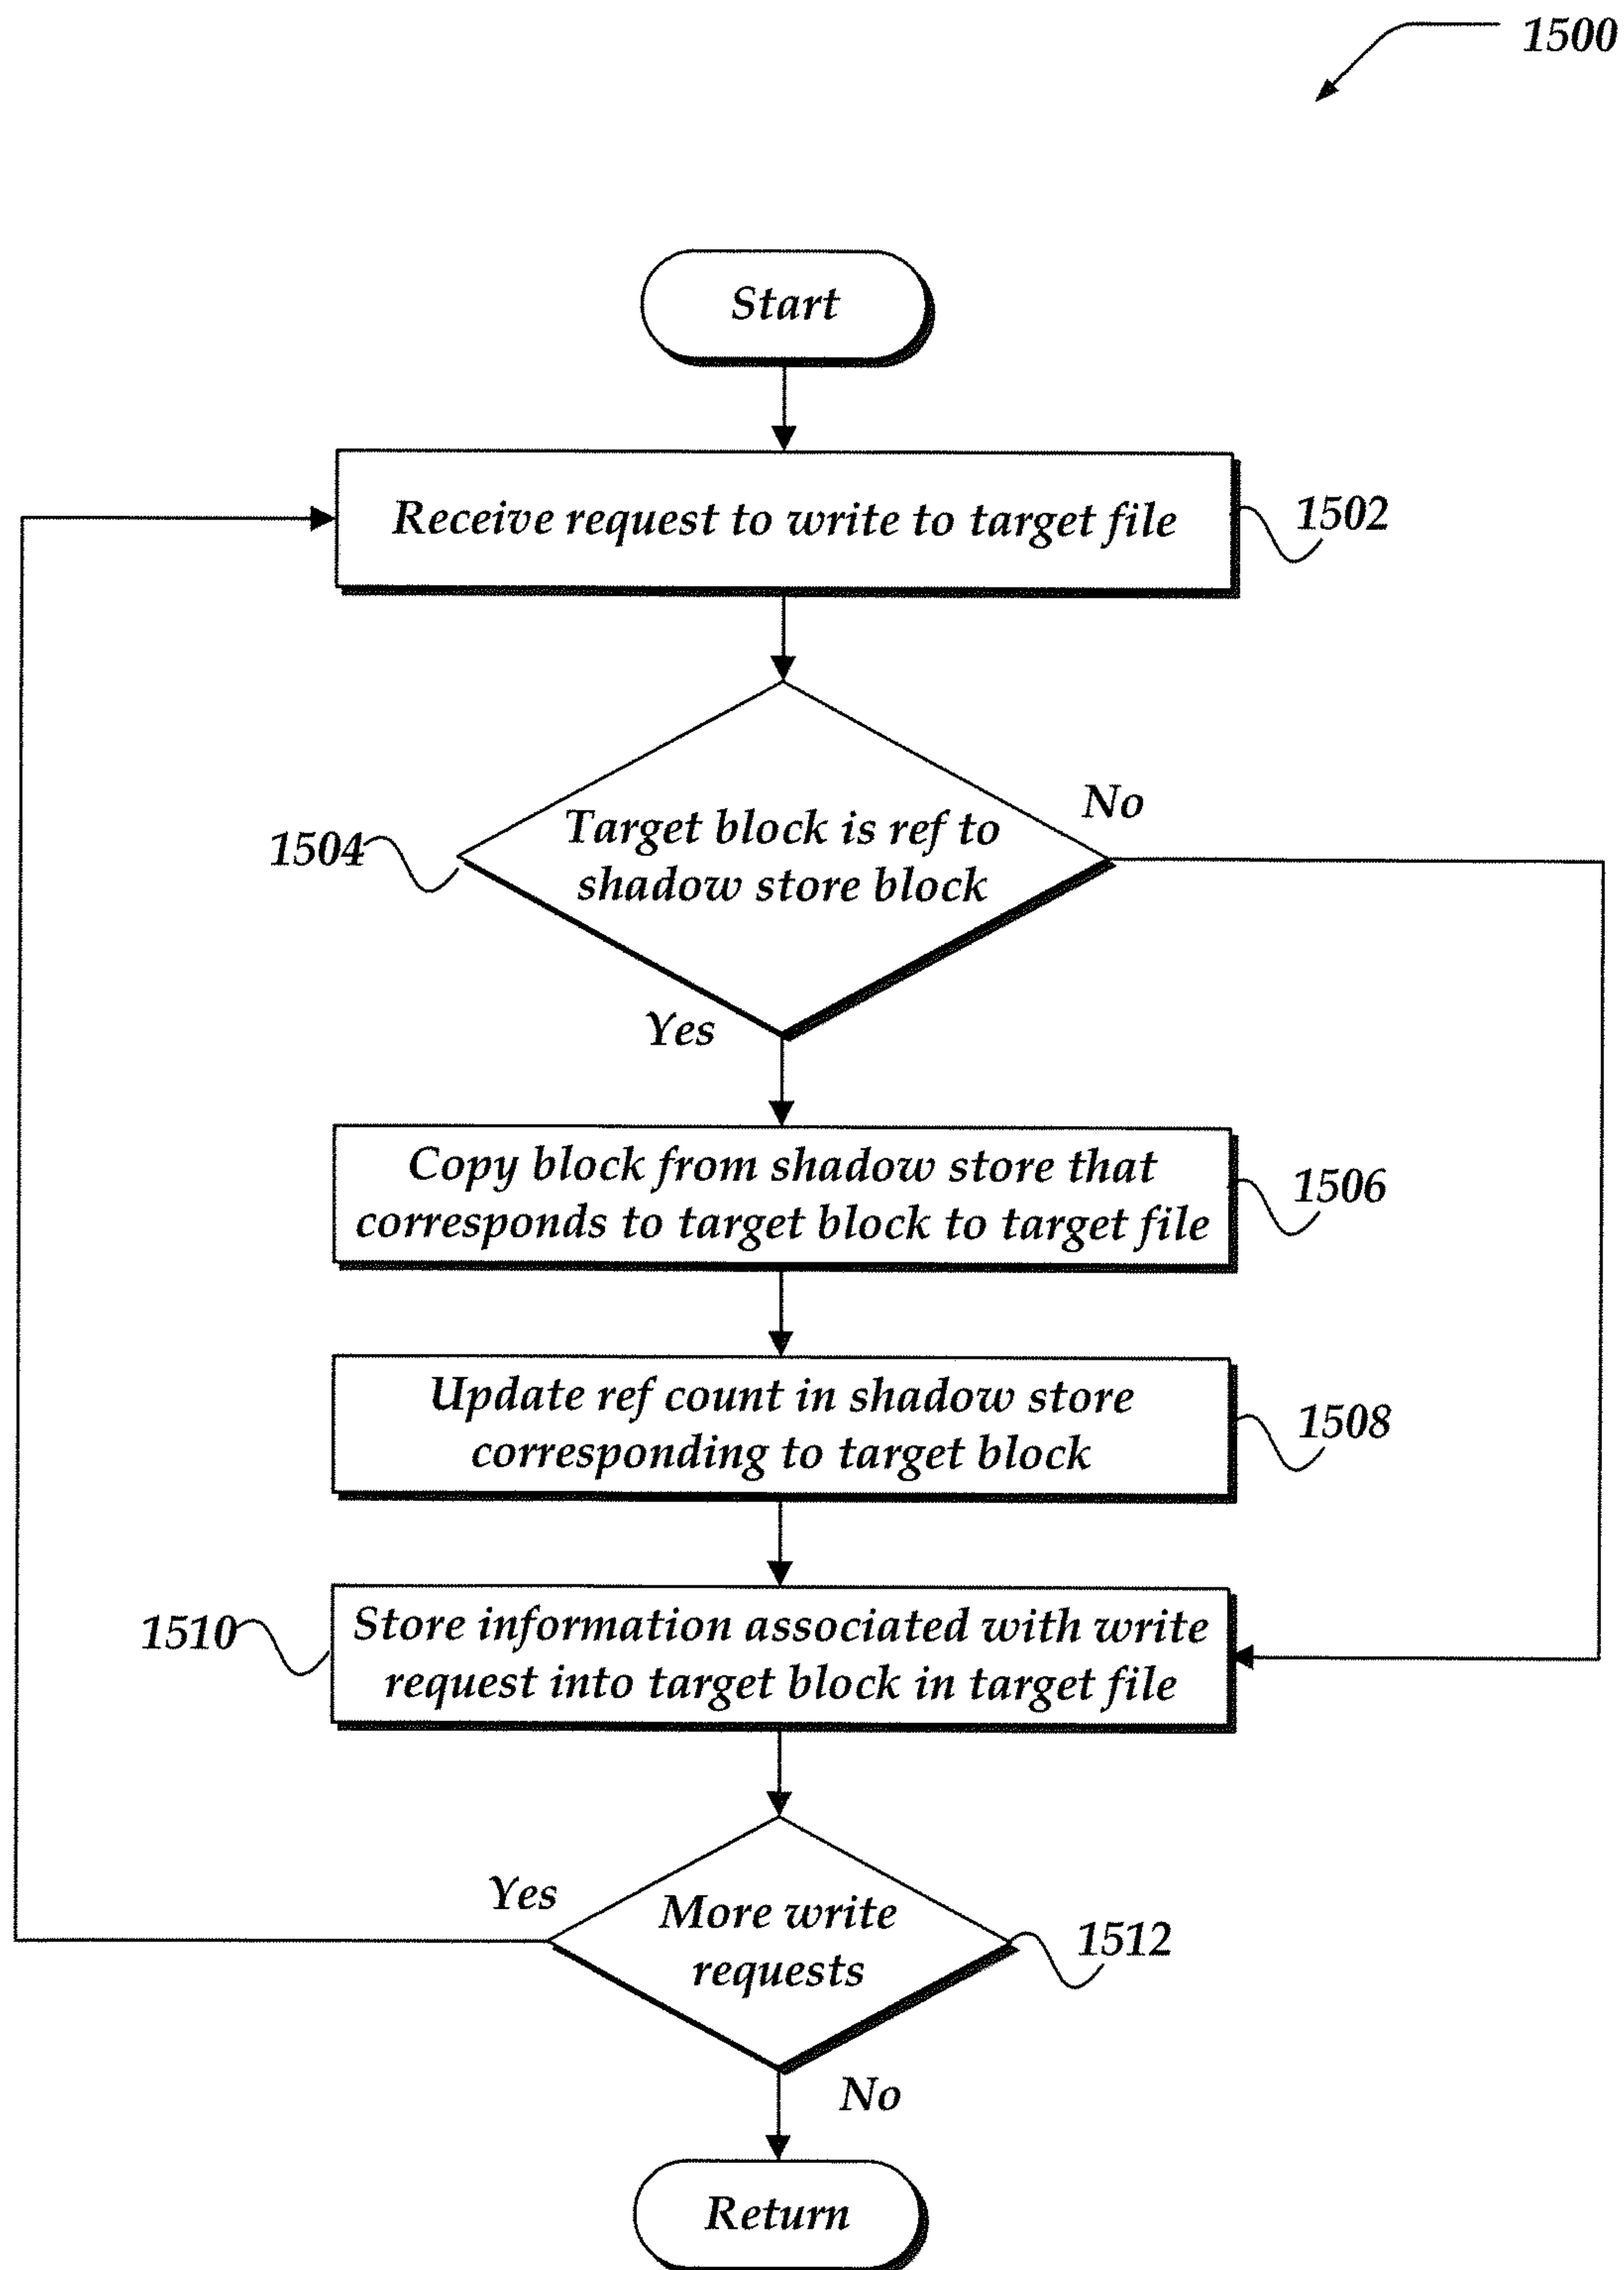 1500
Start
Receive request to write to target file
1502
No
Target block is ref to
shadow store block
1504
Yes
Copy block from shadow store that
corresponds to target block to target file
1506
Update ref count in shadow store
corresponding to target block
1508
Store information associated with write
request into target block in target file
1510
Yes
More write
requests
1512
No
Return